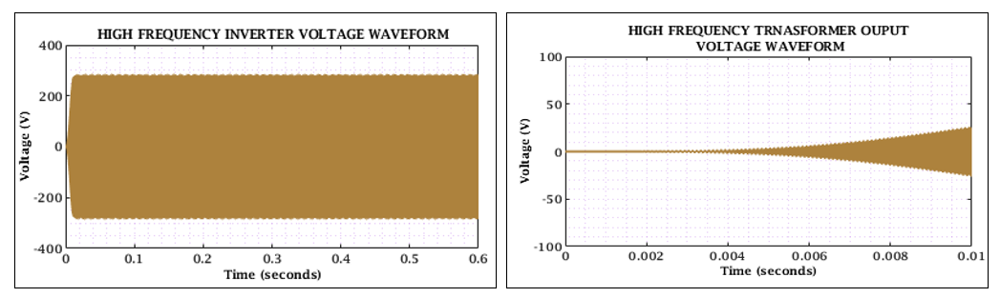 HIGH FREQUENCY INVERTER VOLTAGE WAVEFORM
400
200
0
-200
-400
Voltage (V)
0 0.1 0.2 0.3 0.4 0.5 0.6
Time (seconds)
HIGH FREQUENCY TRNASFORMER OUPUT
VOLTAGE WAVEFORM
100
50
0
-50
-100
Voltage (V)
0 0.002 0.004 0.006 0.008 0.01
Time (seconds)